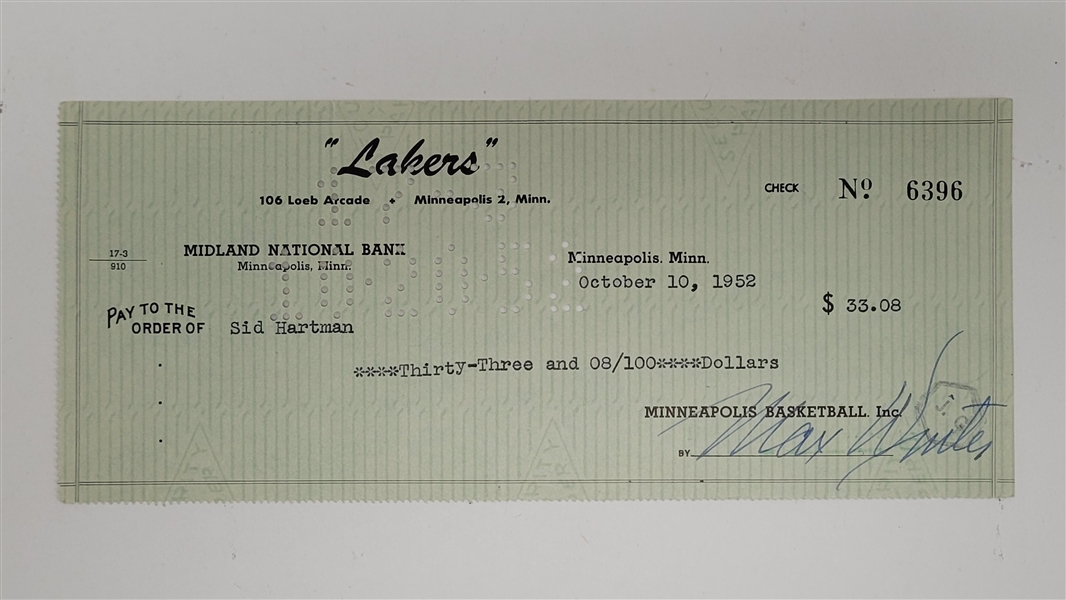 "Lakers"
106 Loeb Arcade + Minneapolis 2, Minn.
CHECK Nº 6396
17-3
910
MIDLAND NATIONAL BANK
Minneapolis, Minn.
Minneapolis. Minn.
October 10, 1952
PAY TO THE
ORDER OF Sid Hartman
$ 33.08
****Thirty-Three and 08/100****Dollars
MINNEAPOLIS BASKETBALL. Inc.
BY Max Winter